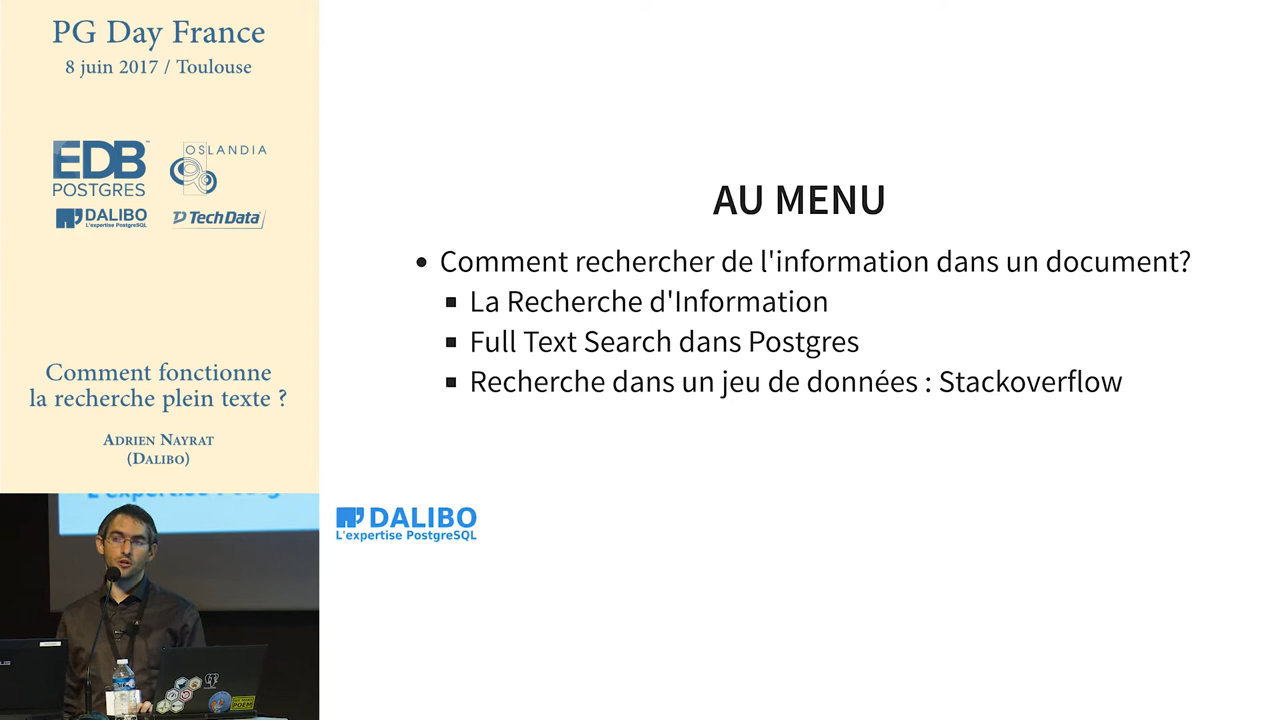 PG Day France
8 juin 2017 / Toulouse
EDB
POSTGRES
OSLANDIA
DALIBO
L'expertise PostgreSQL
TechData
Comment fonctionne
la recherche plein texte ?
ADRIEN NAYRAT
(DALIBO)
AU MENU
• Comment rechercher de l'information dans un document?
▪ La Recherche d'Information
▪ Full Text Search dans Postgres
▪ Recherche dans un jeu de données : Stackoverflow
DALIBO
L'expertise PostgreSQL